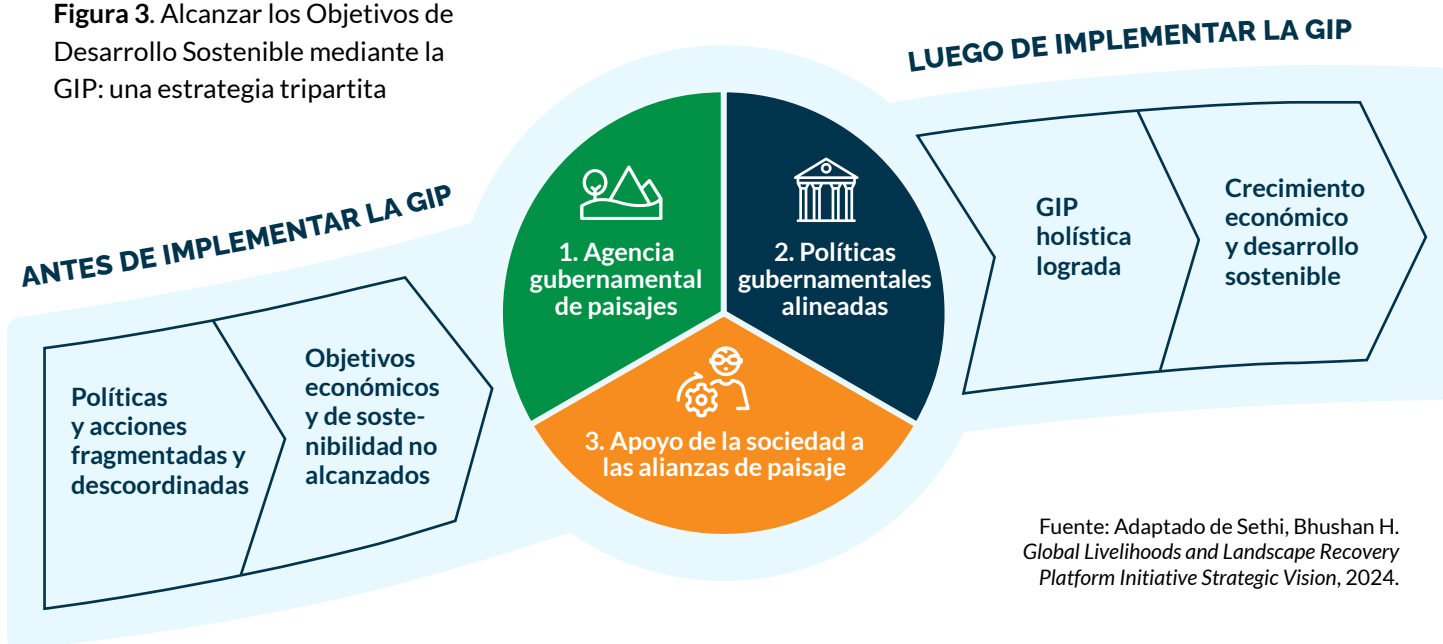 Figura 3. Alcanzar los Objetivos de
Desarrollo Sostenible mediante la
GIP: una estrategia tripartita
ANTES DE IMPLEMENTAR LA GIP
Políticas
y acciones
fragmentadas y
descoordinadas
Objetivos
económicos
y de soste-
nibilidad no
alcanzados
1. Agencia
gubernamental
de paisajes
2. Políticas
gubernamentales
alineadas
3. Apoyo de la sociedad a
las alianzas de paisaje
LUEGO DE IMPLEMENTAR LA GIP
GIP
holística
lograda
Crecimiento
económico
y desarrollo
sostenible
Fuente: Adaptado de Sethi, Bhushan H.
Global Livelihoods and Landscape Recovery
Platform Initiative Strategic Vision, 2024.